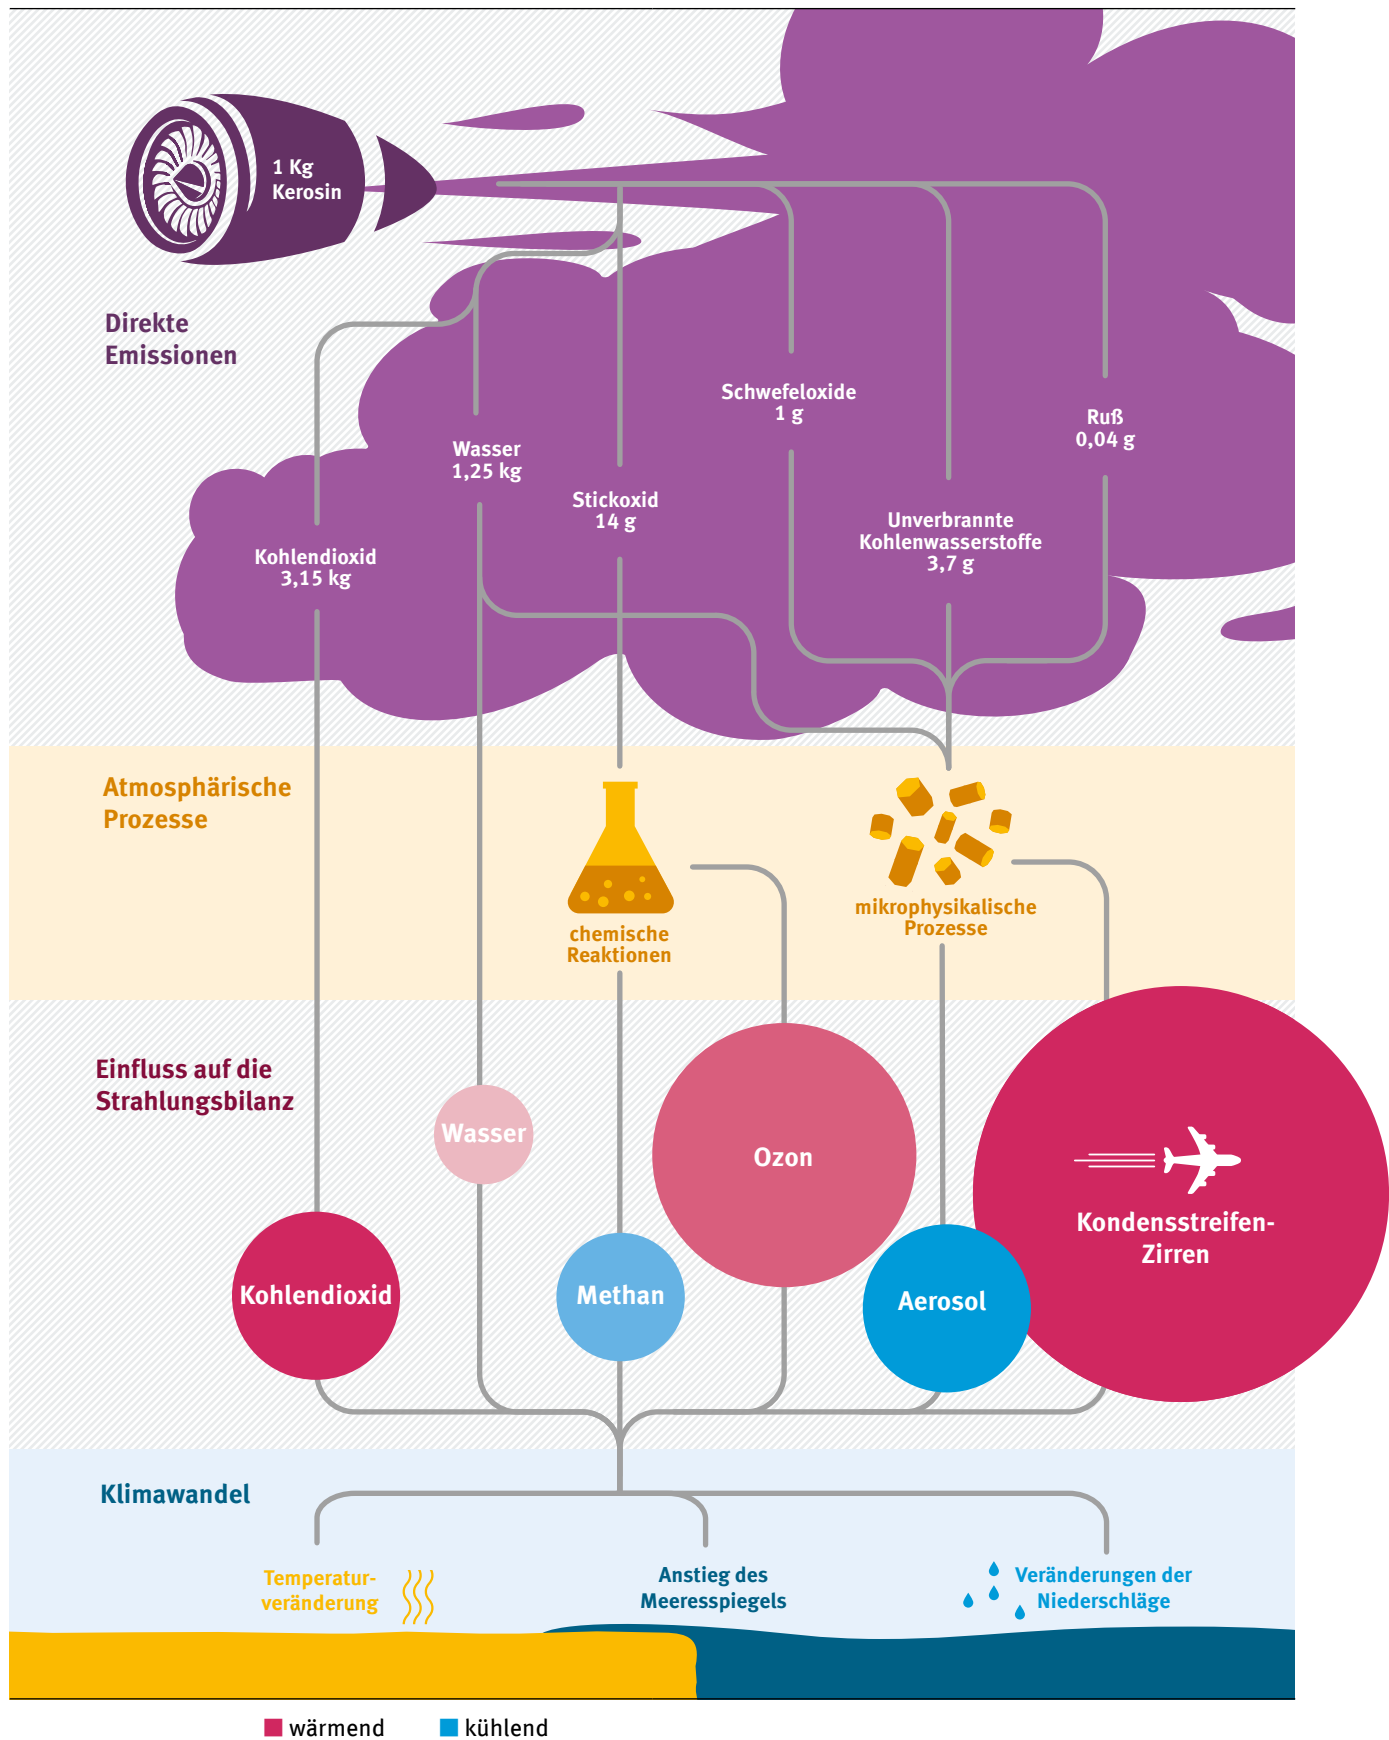 1 Kg
Kerosin
Direkte
Emissionen
Schwefeloxide
1 g
Ruß
0,04 g
Wasser
1,25 kg
Stickoxid
14 g
Unverbrannte
Kohlenwasserstoffe
3,7 g
Kohlendioxid
3,15 kg
Atmosphärische
Prozesse
mikrophysikalische
Prozesse
chemische
Reaktionen
Einfluss auf die
Strahlungsbilanz
Wasser
Ozon
Kondensstreifen-
Zirren
Kohlendioxid
Methan
Aerosol
Klimawandel
Temperatur-
veränderung
Anstieg des
Meeresspiegels
Veränderungen der
Niederschläge
wärmend
kühlend